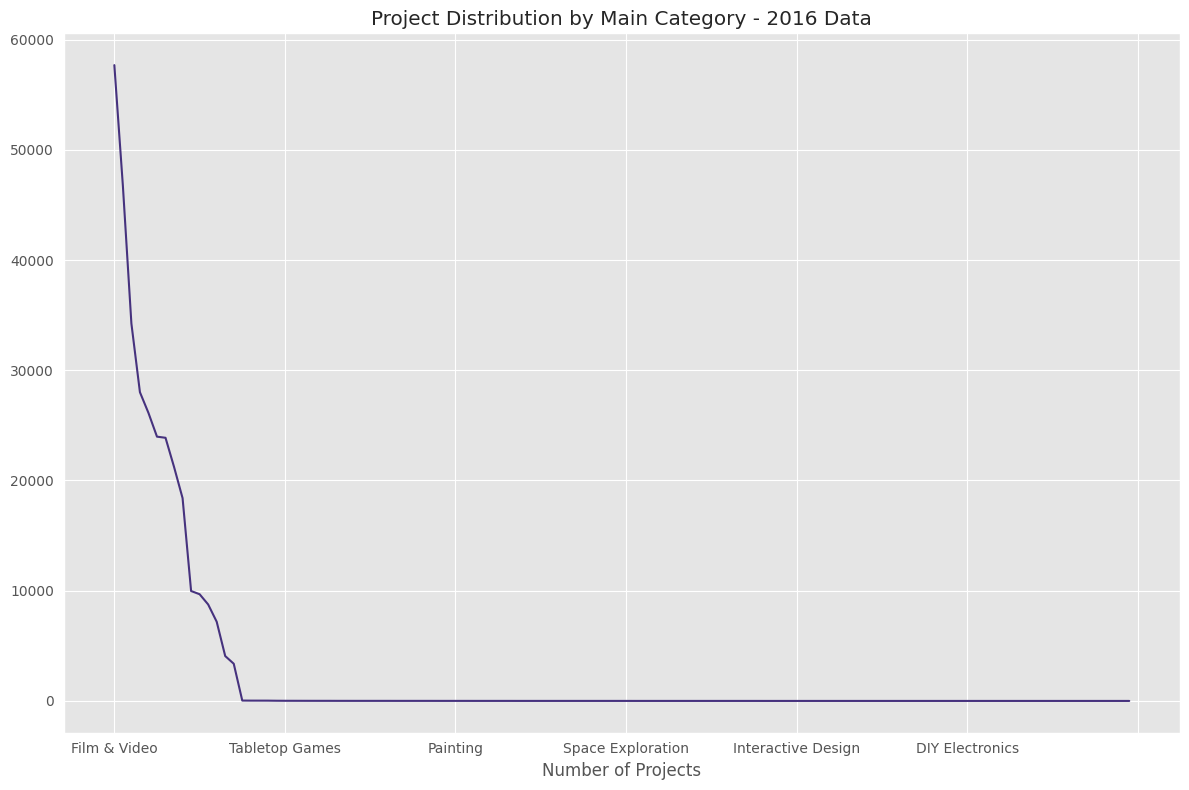 Project Distribution by Main Category - 2016 Data
60000
50000
40000
30000
20000
10000
0
Film & Video Tabletop Games Painting Space Exploration Interactive Design DIY Electronics
Number of Projects